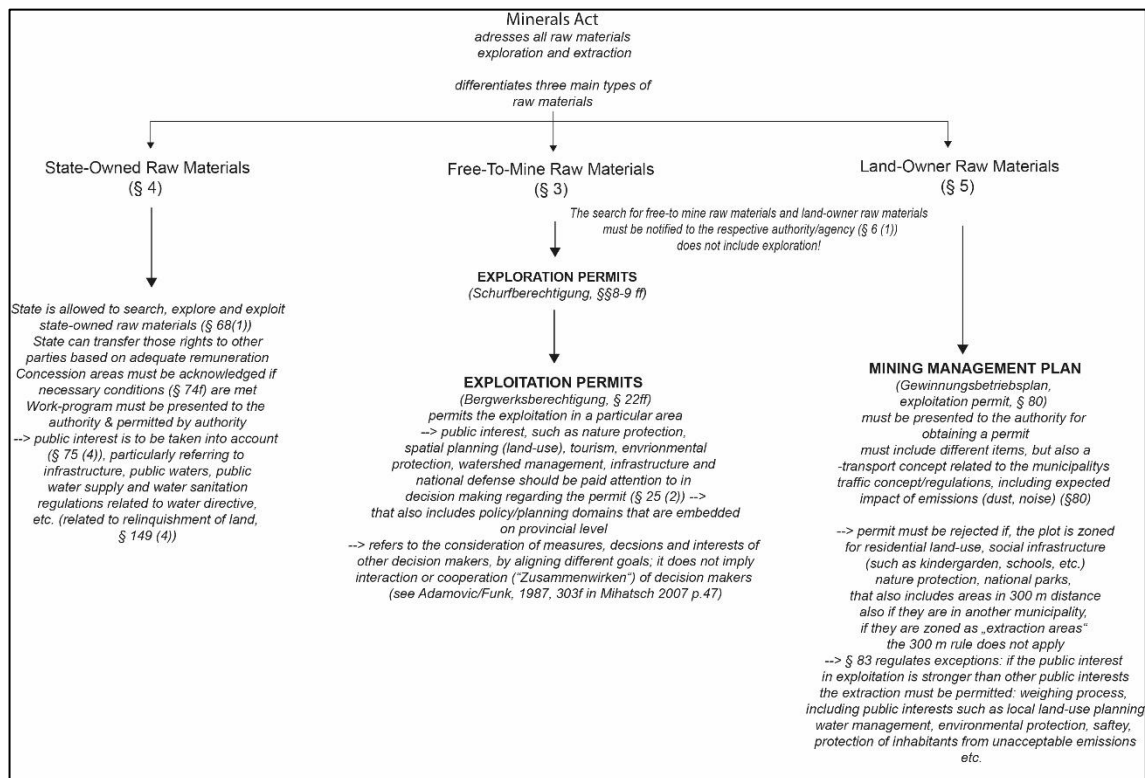 Minerals Act
adresses all raw materials
exploration and extraction
differentiates three main types of
raw materials
State-Owned Raw Materials
(§ 4)
Free-To-Mine Raw Materials
(§ 3)
Land-Owner Raw Materials
(§ 5)
The search for free-to mine raw materials and land-owner raw materials
must be notified to the respective authority/agency (§ 6 (1))
does not include exploration!
State is allowed to search, explore and exploit
state-owned raw materials (§ 68(1))
State can transfer those rights to other
parties based on adequate remuneration
Concession areas must be acknowledged if
necessary conditions (§ 74f) are met
Work-program must be presented to the
authority & permitted by authority
--> public interest is to be taken into account
(§ 75 (4)), particularly referring to
infrastructure, public waters, public
water supply and water sanitation
regulations related to water directive,
etc. (related to relinquishment of land,
§ 149 (4))
EXPLORATION PERMITS
(Schurfberechtigung, §§8-9 ff)
EXPLOITATION PERMITS
(Bergwerksberechtigung, § 22ff)
permits the exploitation in a particular area
--> public interest, such as nature protection,
spatial planning (land-use), tourism, envrionmental
protection, watershed management, infrastructure and
national defense should be paid attention to in
decision making regarding the permit (§ 25 (2)) -->
that also includes policy/planning domains that are embedded
on provincial level
--> refers to the consideration of measures, decsions and interests of
other decision makers, by aligning different goals; it does not imply
interaction or cooperation ("Zusammenwirken") of decision makers
(see Adamovic/Funk, 1987, 303f in Mihatsch 2007 p.47)
MINING MANAGEMENT PLAN
(Gewinnungsbetriebsplan,
exploitation permit, § 80)
must be presented to the authority for
obtaining a permit
must include different items, but also a
-transport concept related to the municipalitys
traffic concept/regulations, including expected
impact of emissions (dust, noise) (§80)
--> permit must be rejected if, the plot is zoned
for residential land-use, social infrastructure
(such as kindergarden, schools, etc.)
nature protection, national parks,
that also includes areas in 300 m distance
also if they are in another municipality,
if they are zoned as „extraction areas“
the 300 m rule does not apply
--> § 83 regulates exceptions: if the public interest
in exploitation is stronger than other public interests
the extraction must be permitted: weighing process,
including public interests such as local land-use planning
water management, environmental protection, saftey,
protection of inhabitants from unacceptable emissions
etc.